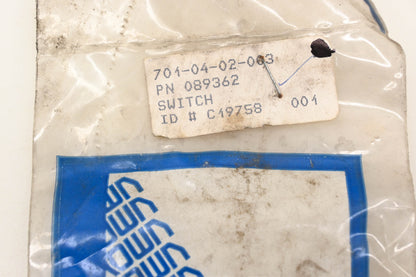 701-04-02-003
PN 089362
SWITCH
ID # C19758 001